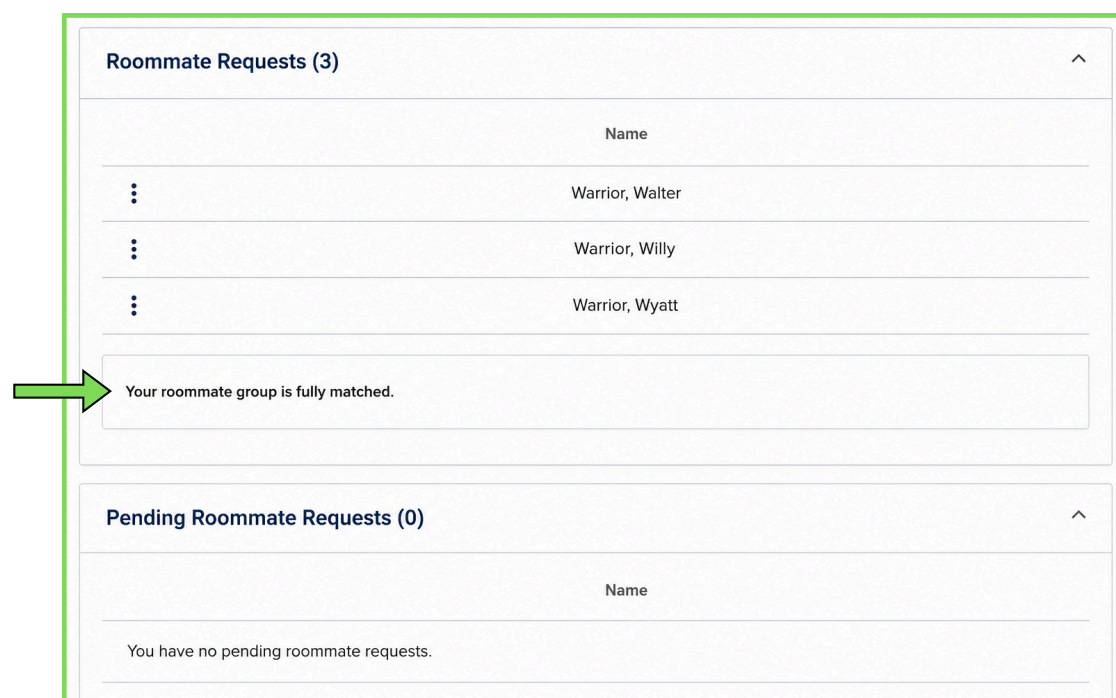 Roommate Requests (3)
Name
Warrior, Walter
Warrior, Willy
Warrior, Wyatt
Your roommate group is fully matched.
Pending Roommate Requests (0)
Name
You have no pending roommate requests.